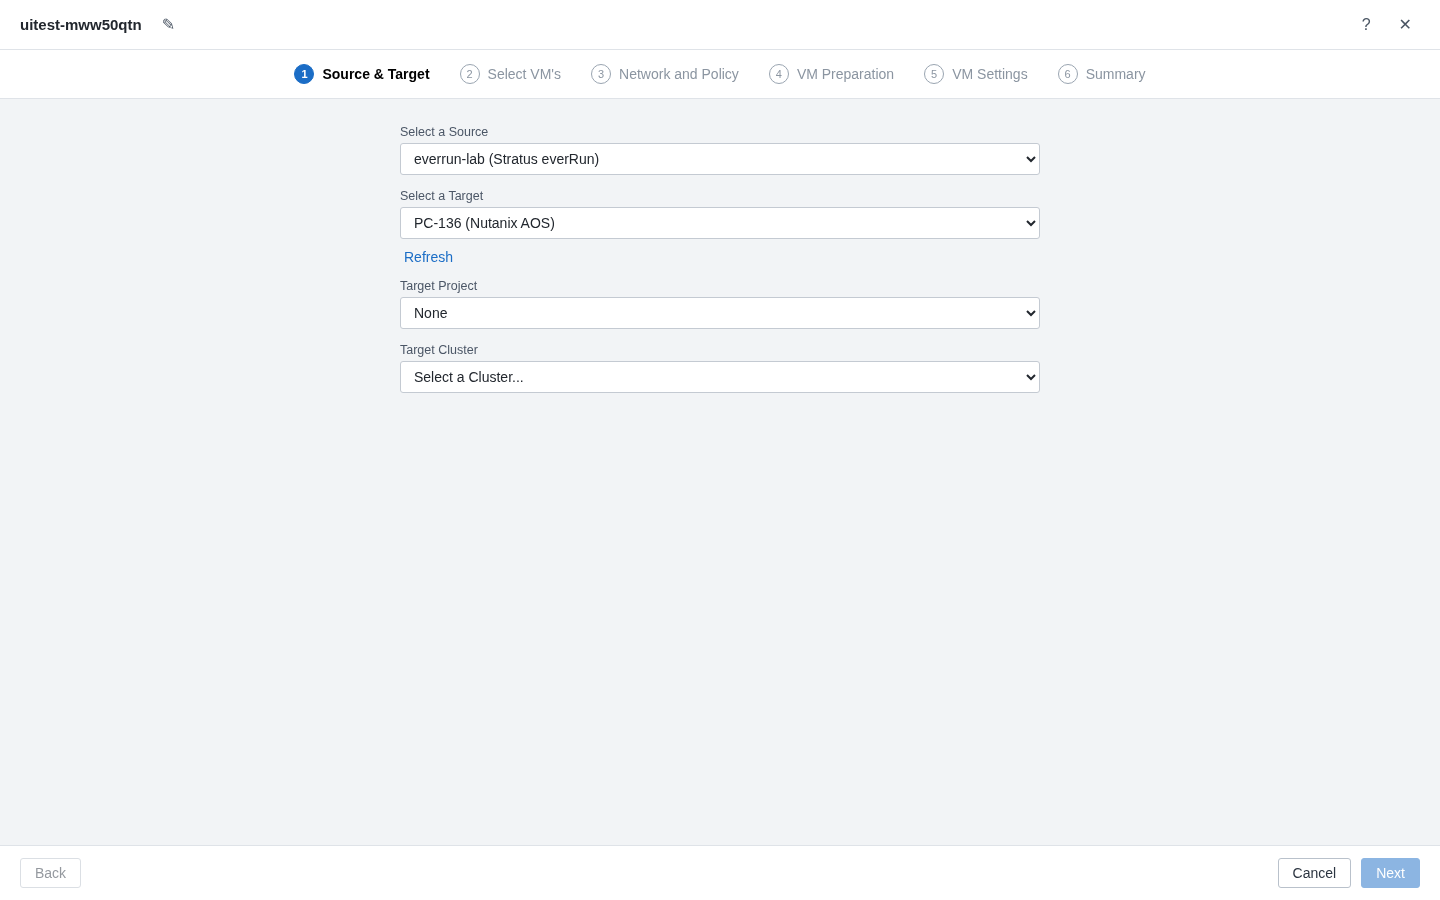 uitest-mww50qtn ✎ ? ✕
1 Source & Target 2 Select VM's 3 Network and Policy 4 VM Preparation 5 VM Settings 6 Summary
Select a Source
everrun-lab (Stratus everRun)
Select a Target
PC-136 (Nutanix AOS)
Refresh
Target Project
None
Target Cluster
Select a Cluster...
Back Cancel Next